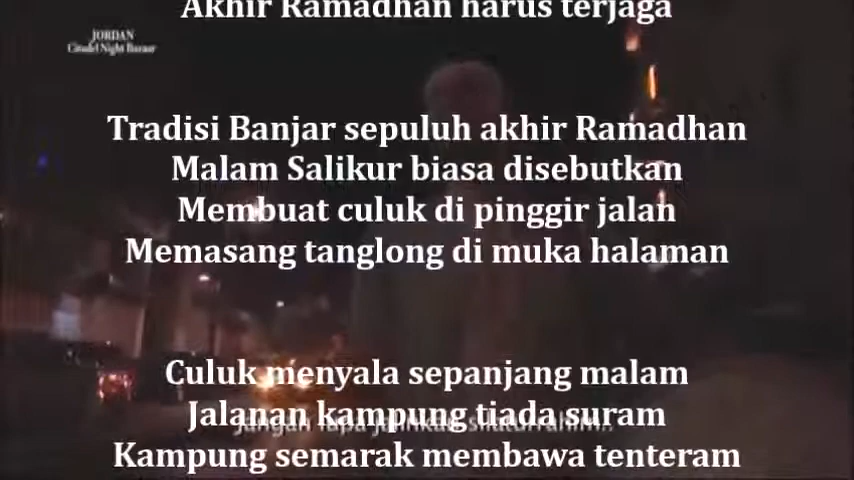 Akhir Ramadhan harus terjaga
JORDAN
Citadel Night Bazaar
Tradisi Banjar sepuluh akhir Ramadhan
Malam Salikur biasa disebutkan
Membuat culuk di pinggir jalan
Memasang tanglong di muka halaman
Culuk menyala sepanjang malam
Jalanan kampung tiada suram
Kampung semarak membawa tenteram